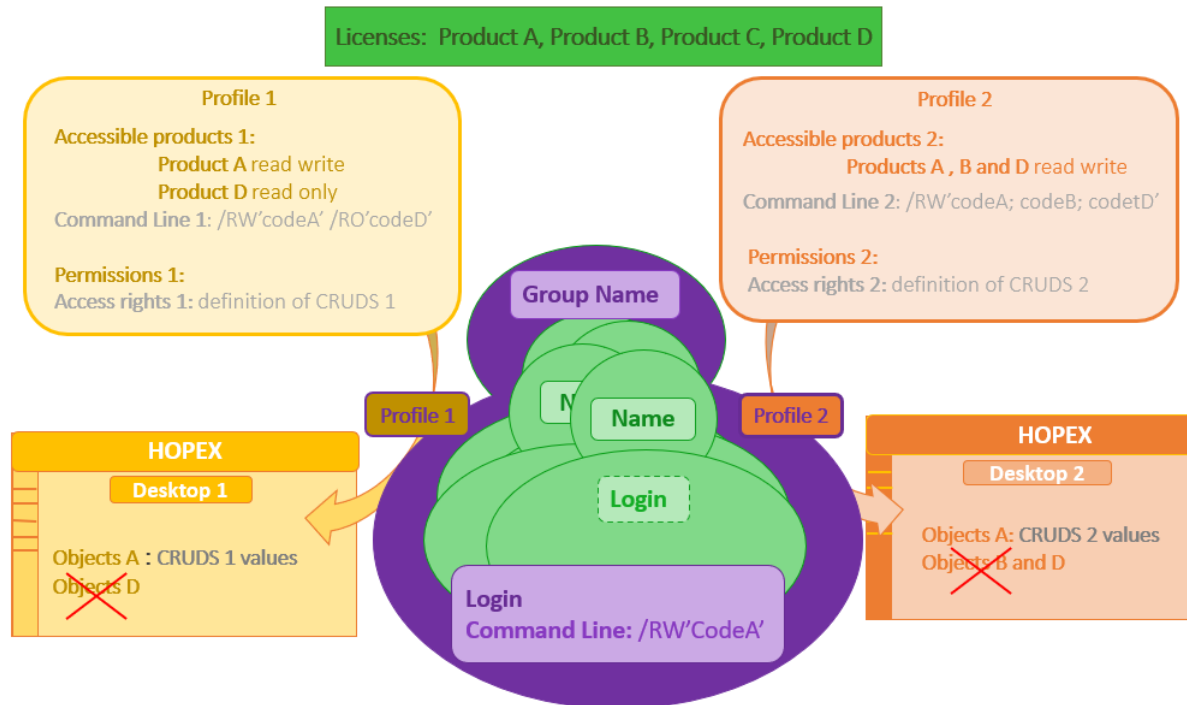 Licenses: Product A, Product B, Product C, Product D
Profile 1
Accessible products 1:
Product A read write
Product D read only
Command Line 1: /RW'codeA' /RO'codeD'
Permissions 1:
Access rights 1: definition of CRUDS 1
Profile 2
Accessible products 2:
Products A , B and D read write
Command Line 2: /RW'codeA; codeB; codetD'
Permissions 2:
Access rights 2: definition of CRUDS 2
Group Name
Profile 1
Name
Profile 2
Login
Login
Command Line: /RW'CodeA'
HOPEX
Desktop 1
Objects A : CRUDS 1 values
Objects D
HOPEX
Desktop 2
Objects A: CRUDS 2 values
Objects B and D